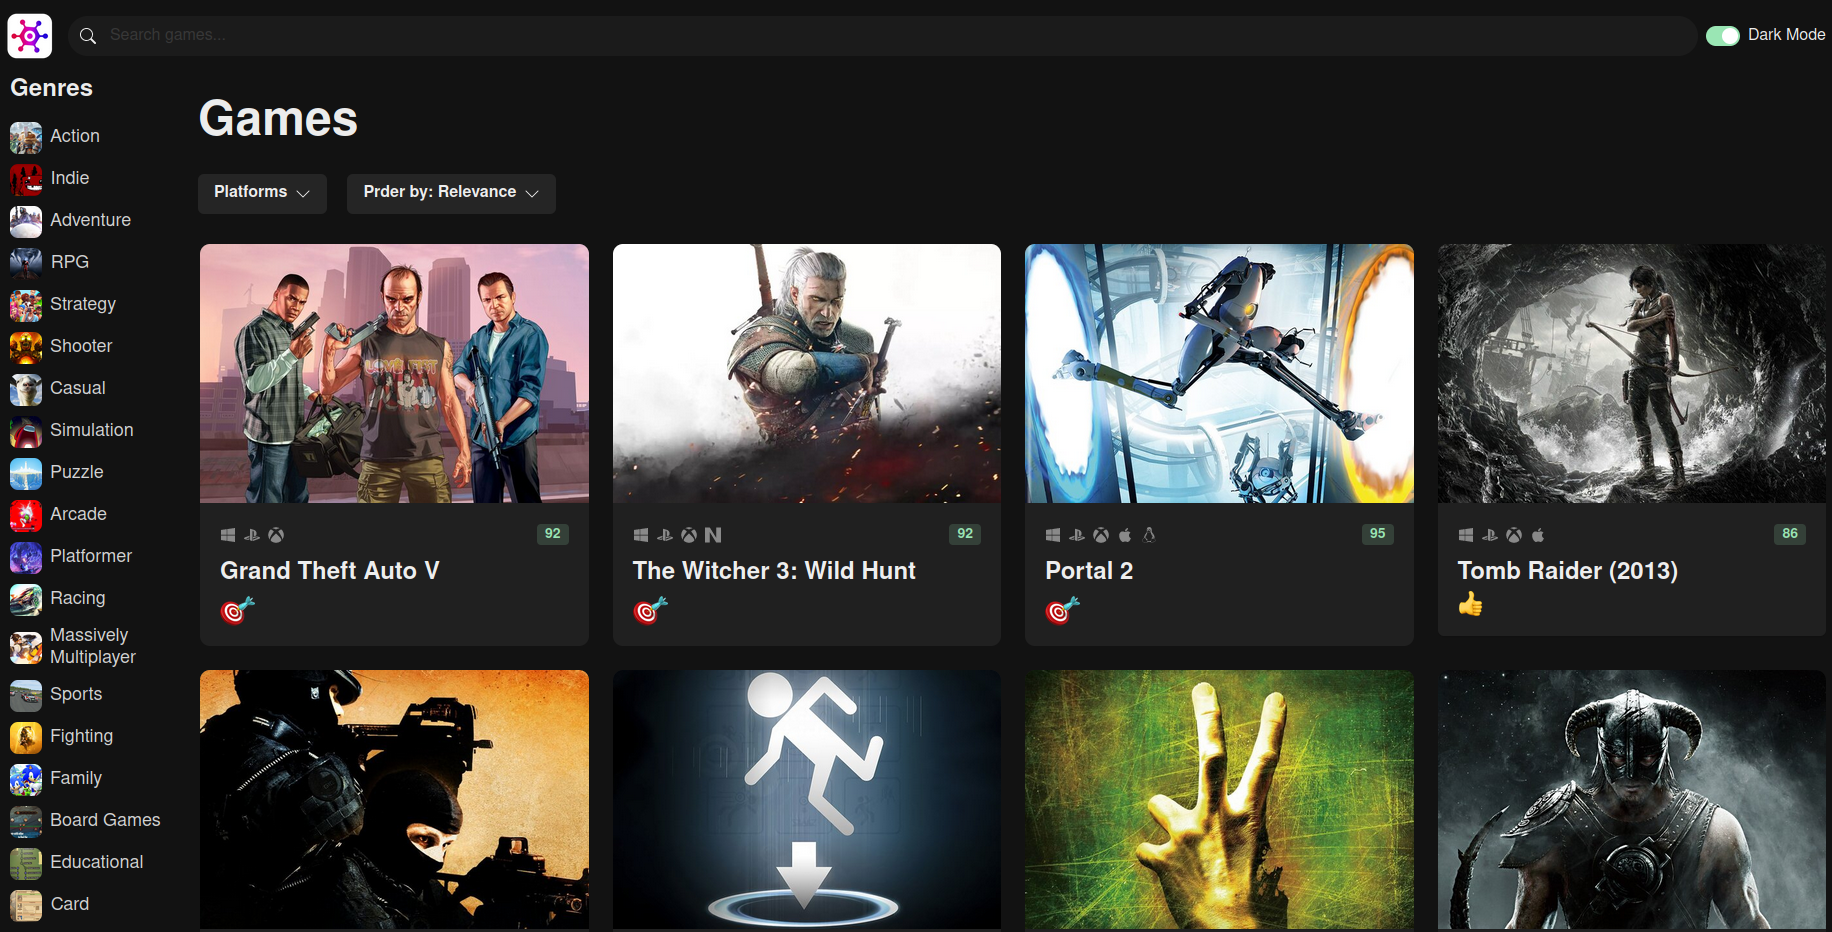 Search games...
Dark Mode
Genres
Action
Indie
Adventure
RPG
Strategy
Shooter
Casual
Simulation
Puzzle
Arcade
Platformer
Racing
Massively
Multiplayer
Sports
Fighting
Family
Board Games
Educational
Card
Games
Platforms
Prder by: Relevance
92
Grand Theft Auto V
92
The Witcher 3: Wild Hunt
95
Portal 2
86
Tomb Raider (2013)